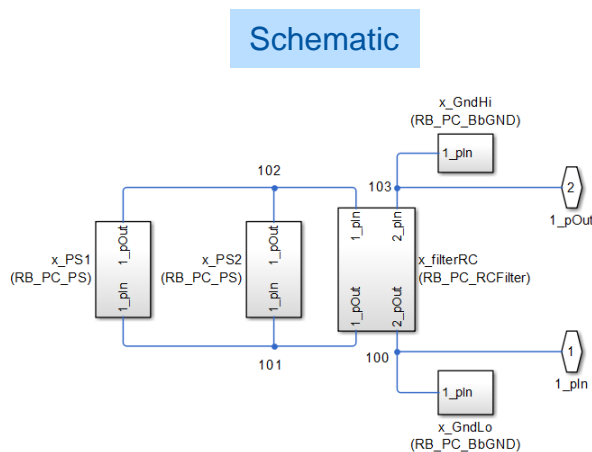 Schematic
x_GndHi
(RB_PC_BbGND)
1_pIn
102
103
2
1_pOut
x_PS1
(RB_PC_PS)
1_pOut
1_pIn
x_PS2
(RB_PC_PS)
1_pOut
1_pIn
1_pIn
2_pIn
1_pOut
2_pOut
x_filterRC
(RB_PC_RCFilter)
101
100
1
1_pIn
1_pIn
x_GndLo
(RB_PC_BbGND)